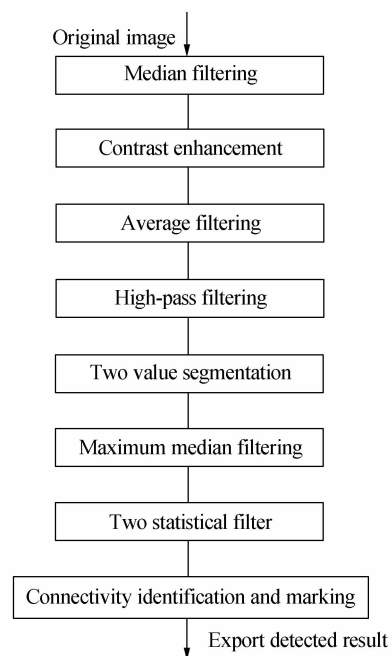 Original image
Median filtering
Contrast enhancement
Average filtering
High-pass filtering
Two value segmentation
Maximum median filtering
Two statistical filter
Connectivity identification and marking
Export detected result